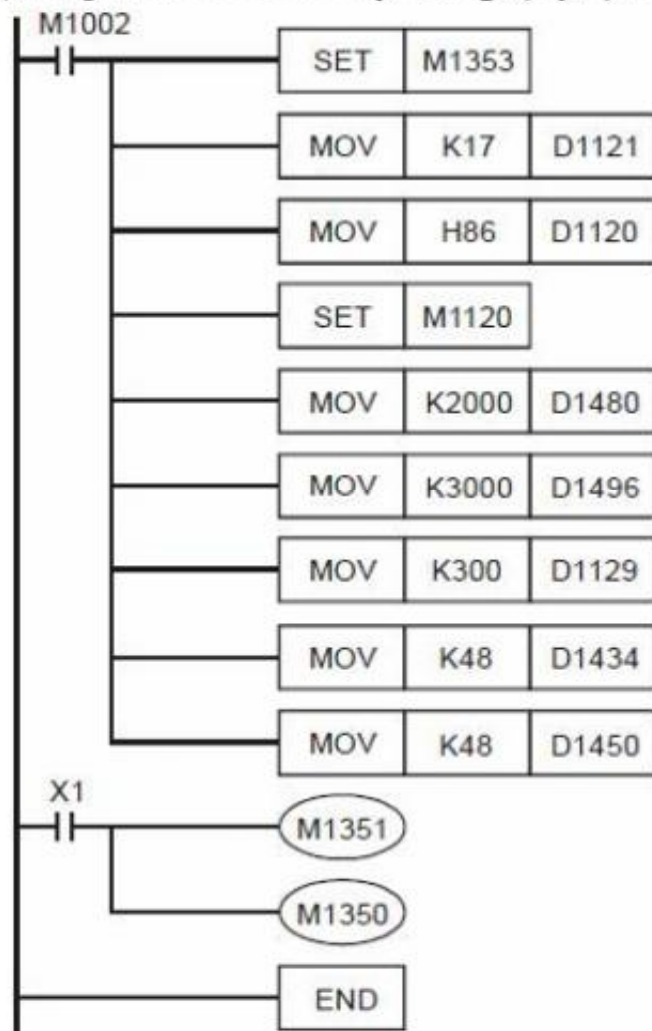 M1002
SET M1353
MOV K17 D1121
MOV H86 D1120
SET M1120
MOV K2000 D1480
MOV K3000 D1496
MOV K300 D1129
MOV K48 D1434
MOV K48 D1450
X1
M1351
M1350
END